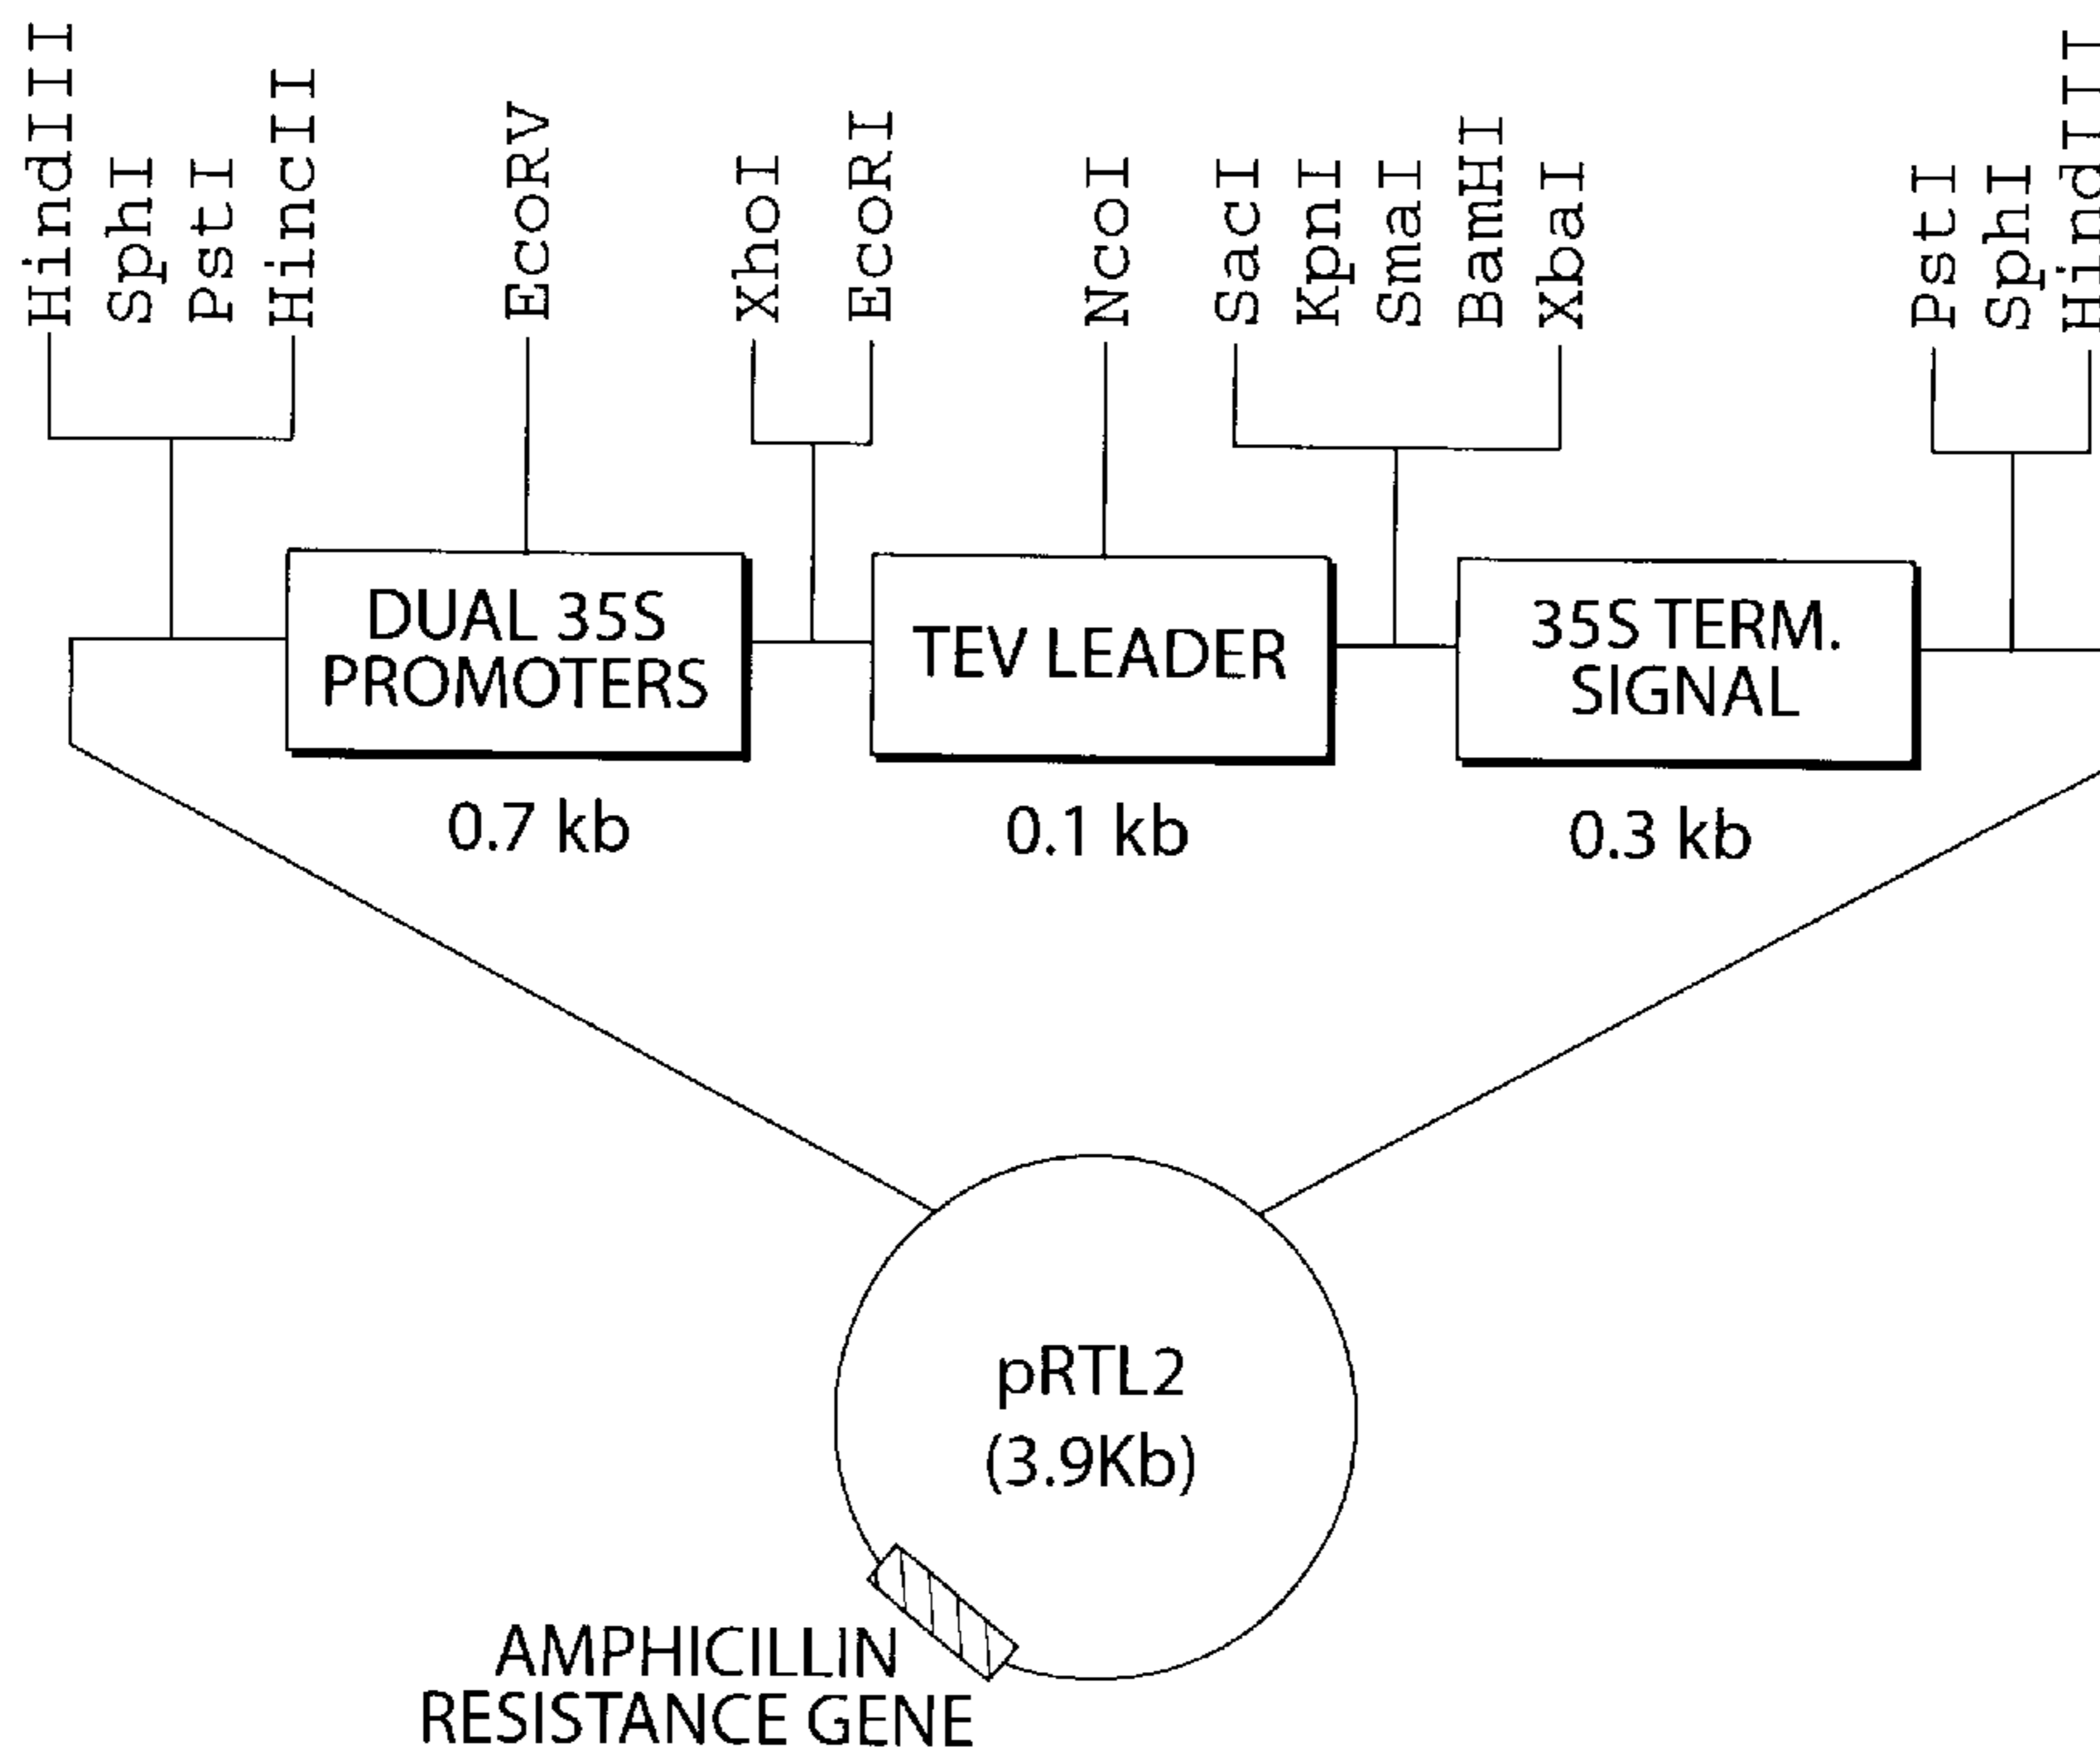 HindIII
SphI
PstI
HincII
EcoRV
XhoI
EcoRI
NcoI
SacI
KpnI
SmaI
BamHI
XbaI
PstI
SphI
HindIII
DUAL 35S
PROMOTERS
TEV LEADER
35S TERM.
SIGNAL
0.7 kb
0.1 kb
0.3 kb
pRTL2
(3.9Kb)
AMPHICILLIN
RESISTANCE GENE